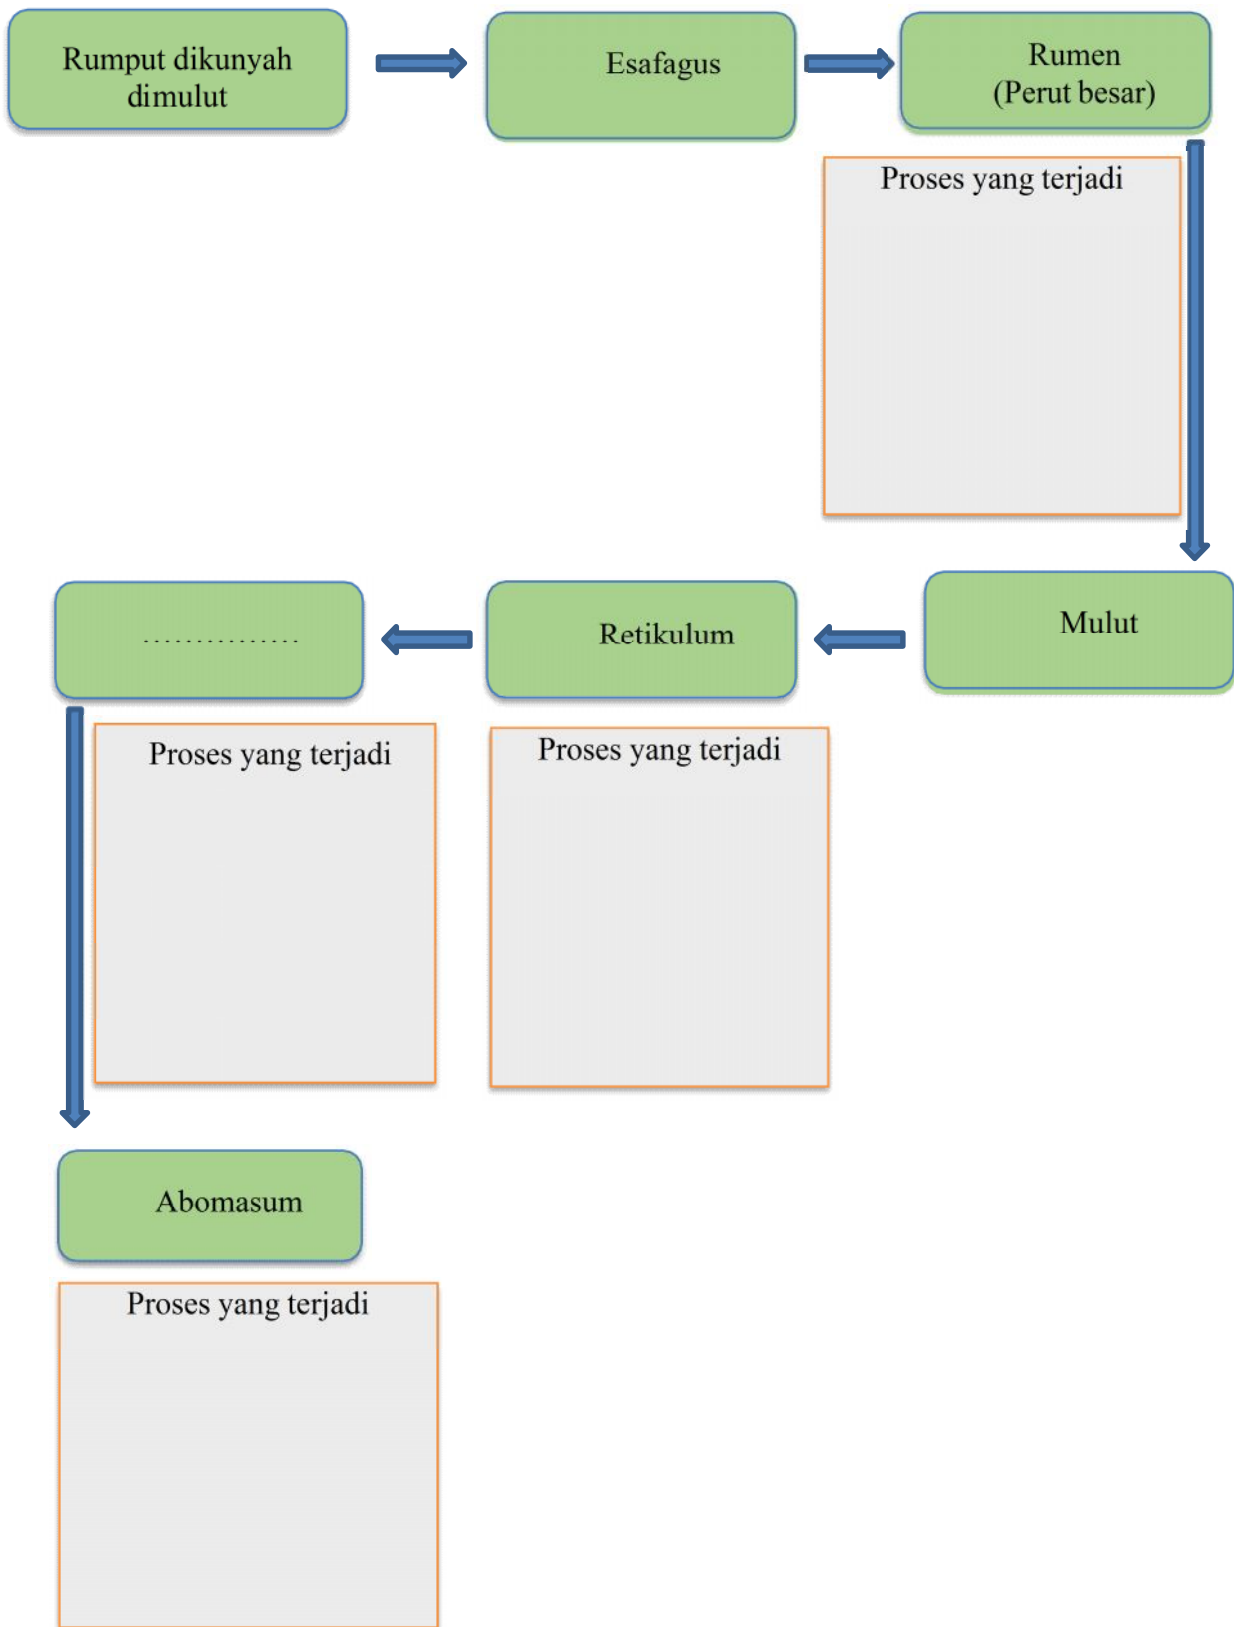 Rumput dikunyah
dimulut
Esafagus
Rumen
(Perut besar)
Proses yang terjadi
Mulut
Retikulum
...............
Proses yang terjadi
Proses yang terjadi
Abomasum
Proses yang terjadi